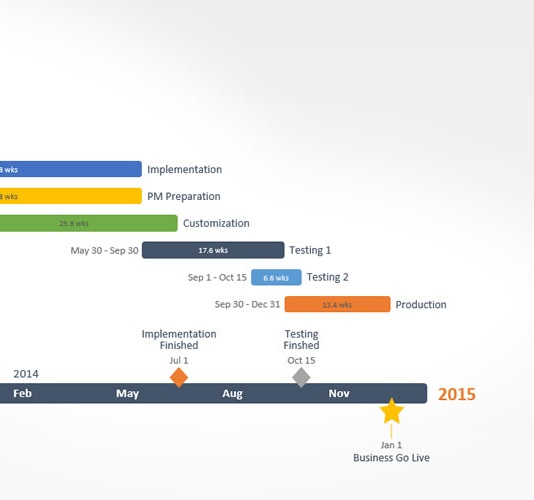 8 wks
Implementation
8 wks
PM Preparation
25.8 wks
Customization
May 30 - Sep 30
17.6 wks
Testing 1
Sep 1 - Oct 15
6.6 wks
Testing 2
Sep 30 - Dec 31
13.4 wks
Production
Implementation
Finished
Jul 1
Testing
Finshed
Oct 15
2014
Feb
May
Aug
Nov
2015
Jan 1
Business Go Live